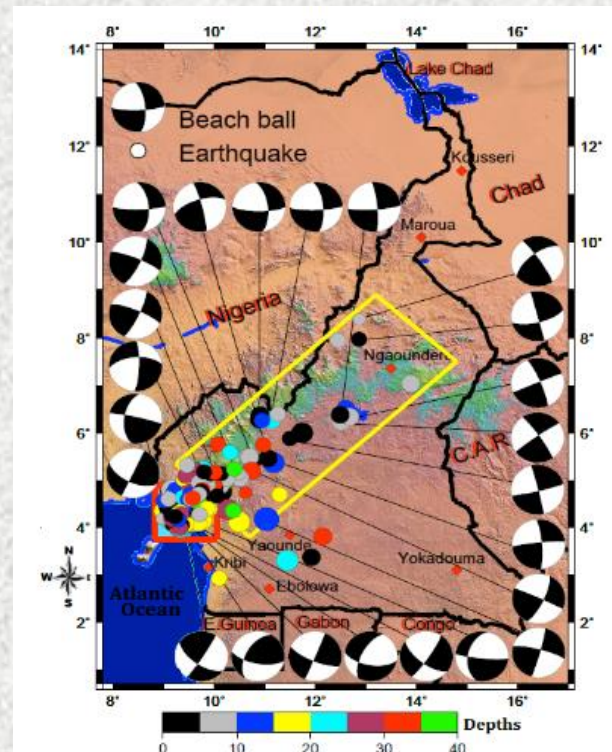 8° 10° 12° 14° 16°
14° 14°
Lake Chad
Beach ball
Earthquake
12° 12°
Kousseri
Chad
Maroua
10° 10°
Nigeria
8° 8°
Ngaoundere
6° 6°
C.A.R
4° 4°
Yaounde
N
W E
S
Kribi
Yokadouma
Atlantic
Ocean
Ebolowa
2° 2°
E.Guinea Gabon Congo
8° 10° 12° 14° 16°
Depths
0 10 20 30 40